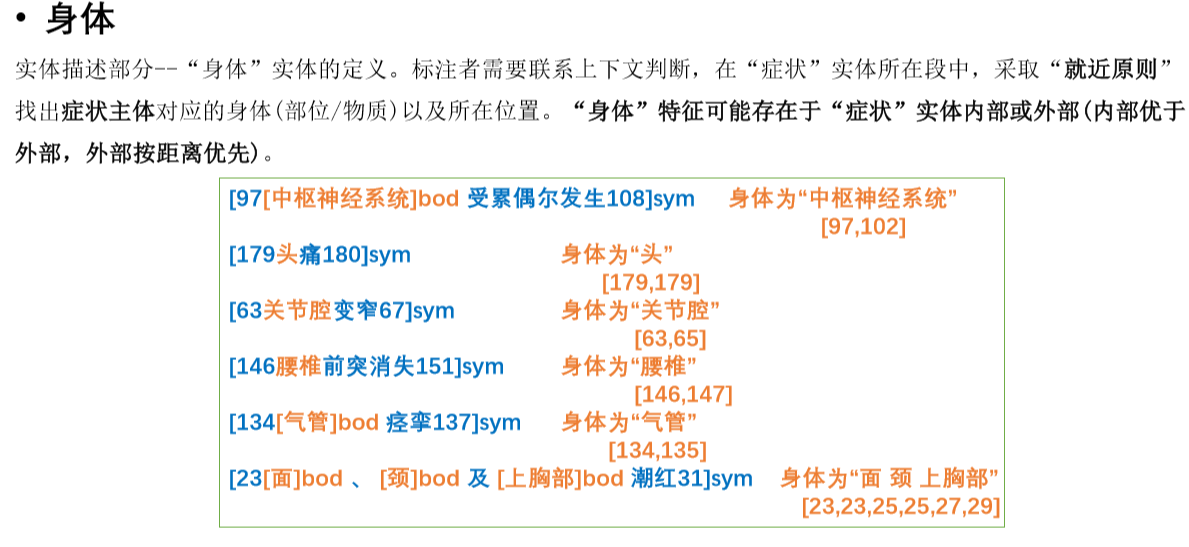 • 身体
实体描述部分--“身体”实体的定义。标注者需要联系上下文判断，在“症状”实体所在段中，采取“就近原则”
找出症状主体对应的身体(部位/物质)以及所在位置。“身体”特征可能存在于“症状”实体内部或外部(内部优于
外部，外部按距离优先)。
[97[中枢神经系统]bod 受累偶尔发生108]sym 身体为“中枢神经系统”
[97,102]
[179头痛180]sym 身体为“头”
[179,179]
[63关节腔变窄67]sym 身体为“关节腔”
[63,65]
[146腰椎前突消失151]sym 身体为“腰椎”
[146,147]
[134[气管]bod 痉挛137]sym 身体为“气管”
[134,135]
[23[面]bod 、 [颈]bod 及 [上胸部]bod 潮红31]sym 身体为“面 颈 上胸部”
[23,23,25,25,27,29]